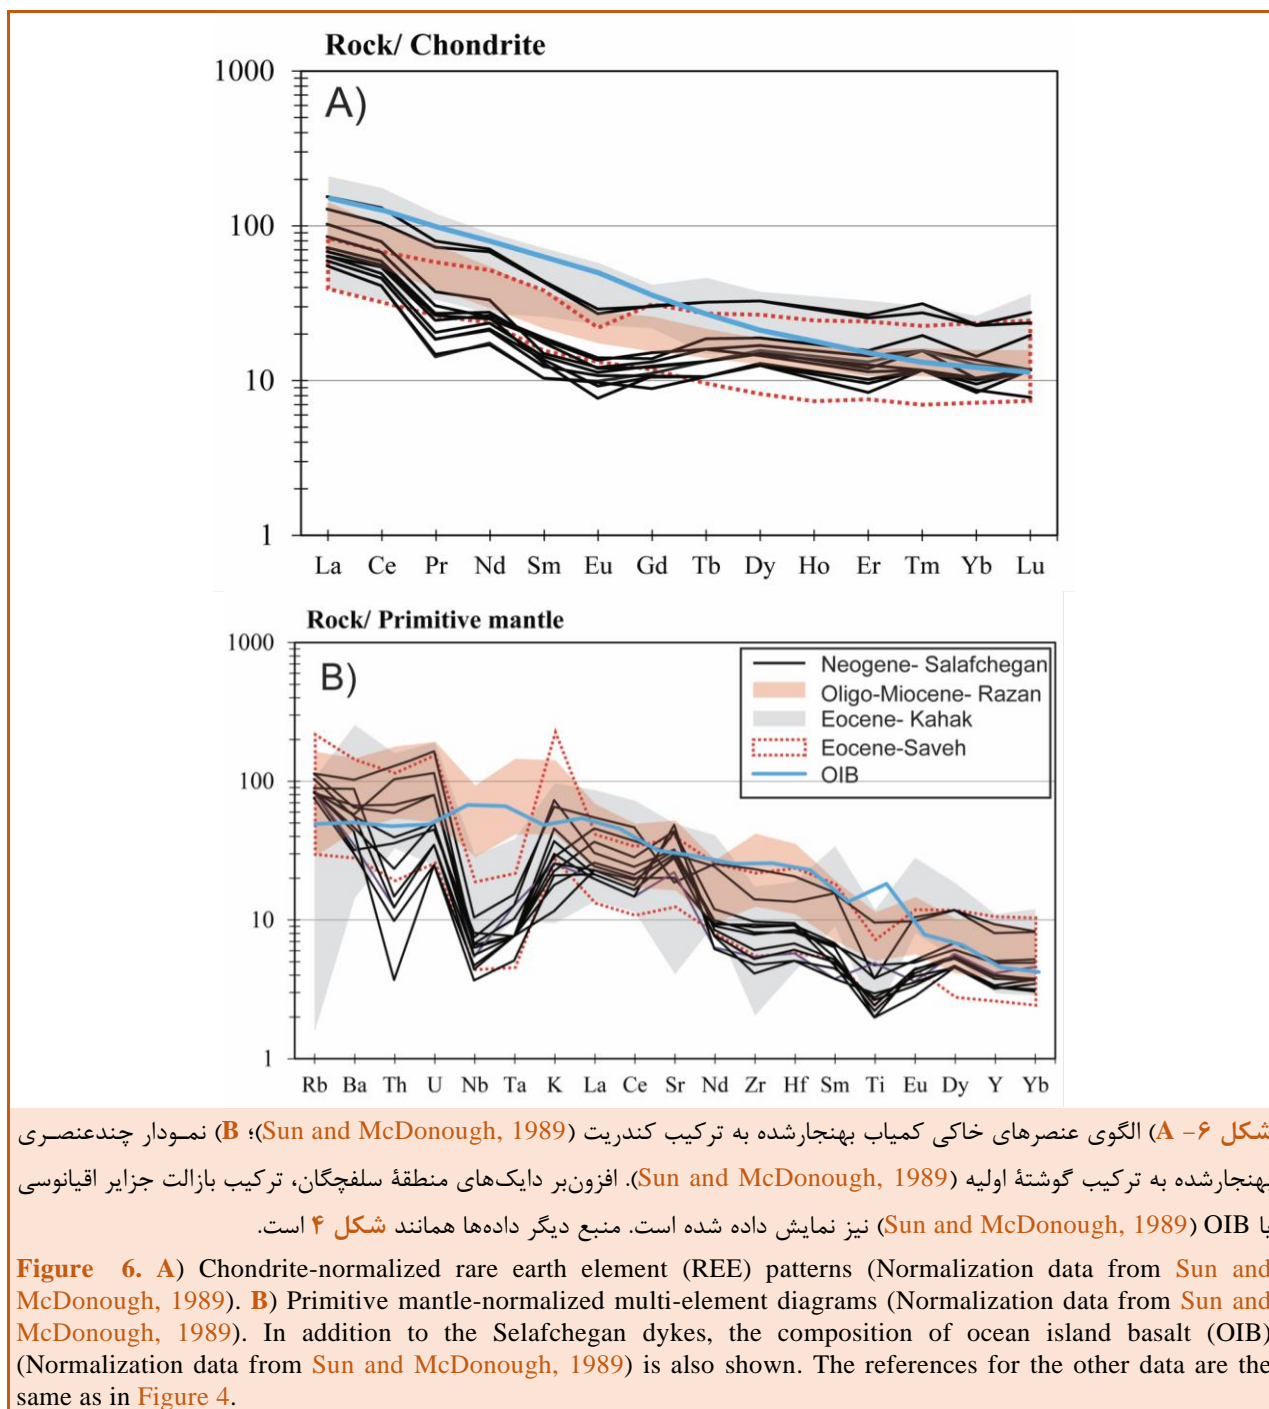 Rock/ Chondrite
A)
1000
100
10
1
La Ce Pr Nd Sm Eu Gd Tb Dy Ho Er Tm Yb Lu
Rock/ Primitive mantle
B)
1000
100
10
1
Neogene- Salafchegan
Oligo-Miocene- Razan
Eocene- Kahak
Eocene-Saveh
OIB
Rb Ba Th U Nb Ta K La Ce Sr Nd Zr Hf Sm Ti Eu Dy Y Yb
شکل ۶- A) الگوی عنصرهای خاکی کمیاب بهنجارشده به ترکیب کندریت (Sun and McDonough, 1989)؛ B) نمـودار چندعنصـری
بهنجارشده به ترکیب گوشتۀ اولیه (Sun and McDonough, 1989). افزون‌بر دایک‌های منطقۀ سلفچگان، ترکیب بازالت جزایر اقیانوسی
یا OIB (Sun and McDonough, 1989) نیز نمایش داده شده است. منبع دیگر داده‌ها همانند شکل ۴ است.
Figure 6. A) Chondrite-normalized rare earth element (REE) patterns (Normalization data from Sun and
McDonough, 1989). B) Primitive mantle-normalized multi-element diagrams (Normalization data from Sun and
McDonough, 1989). In addition to the Selafchegan dykes, the composition of ocean island basalt (OIB)
(Normalization data from Sun and McDonough, 1989) is also shown. The references for the other data are the
same as in Figure 4.